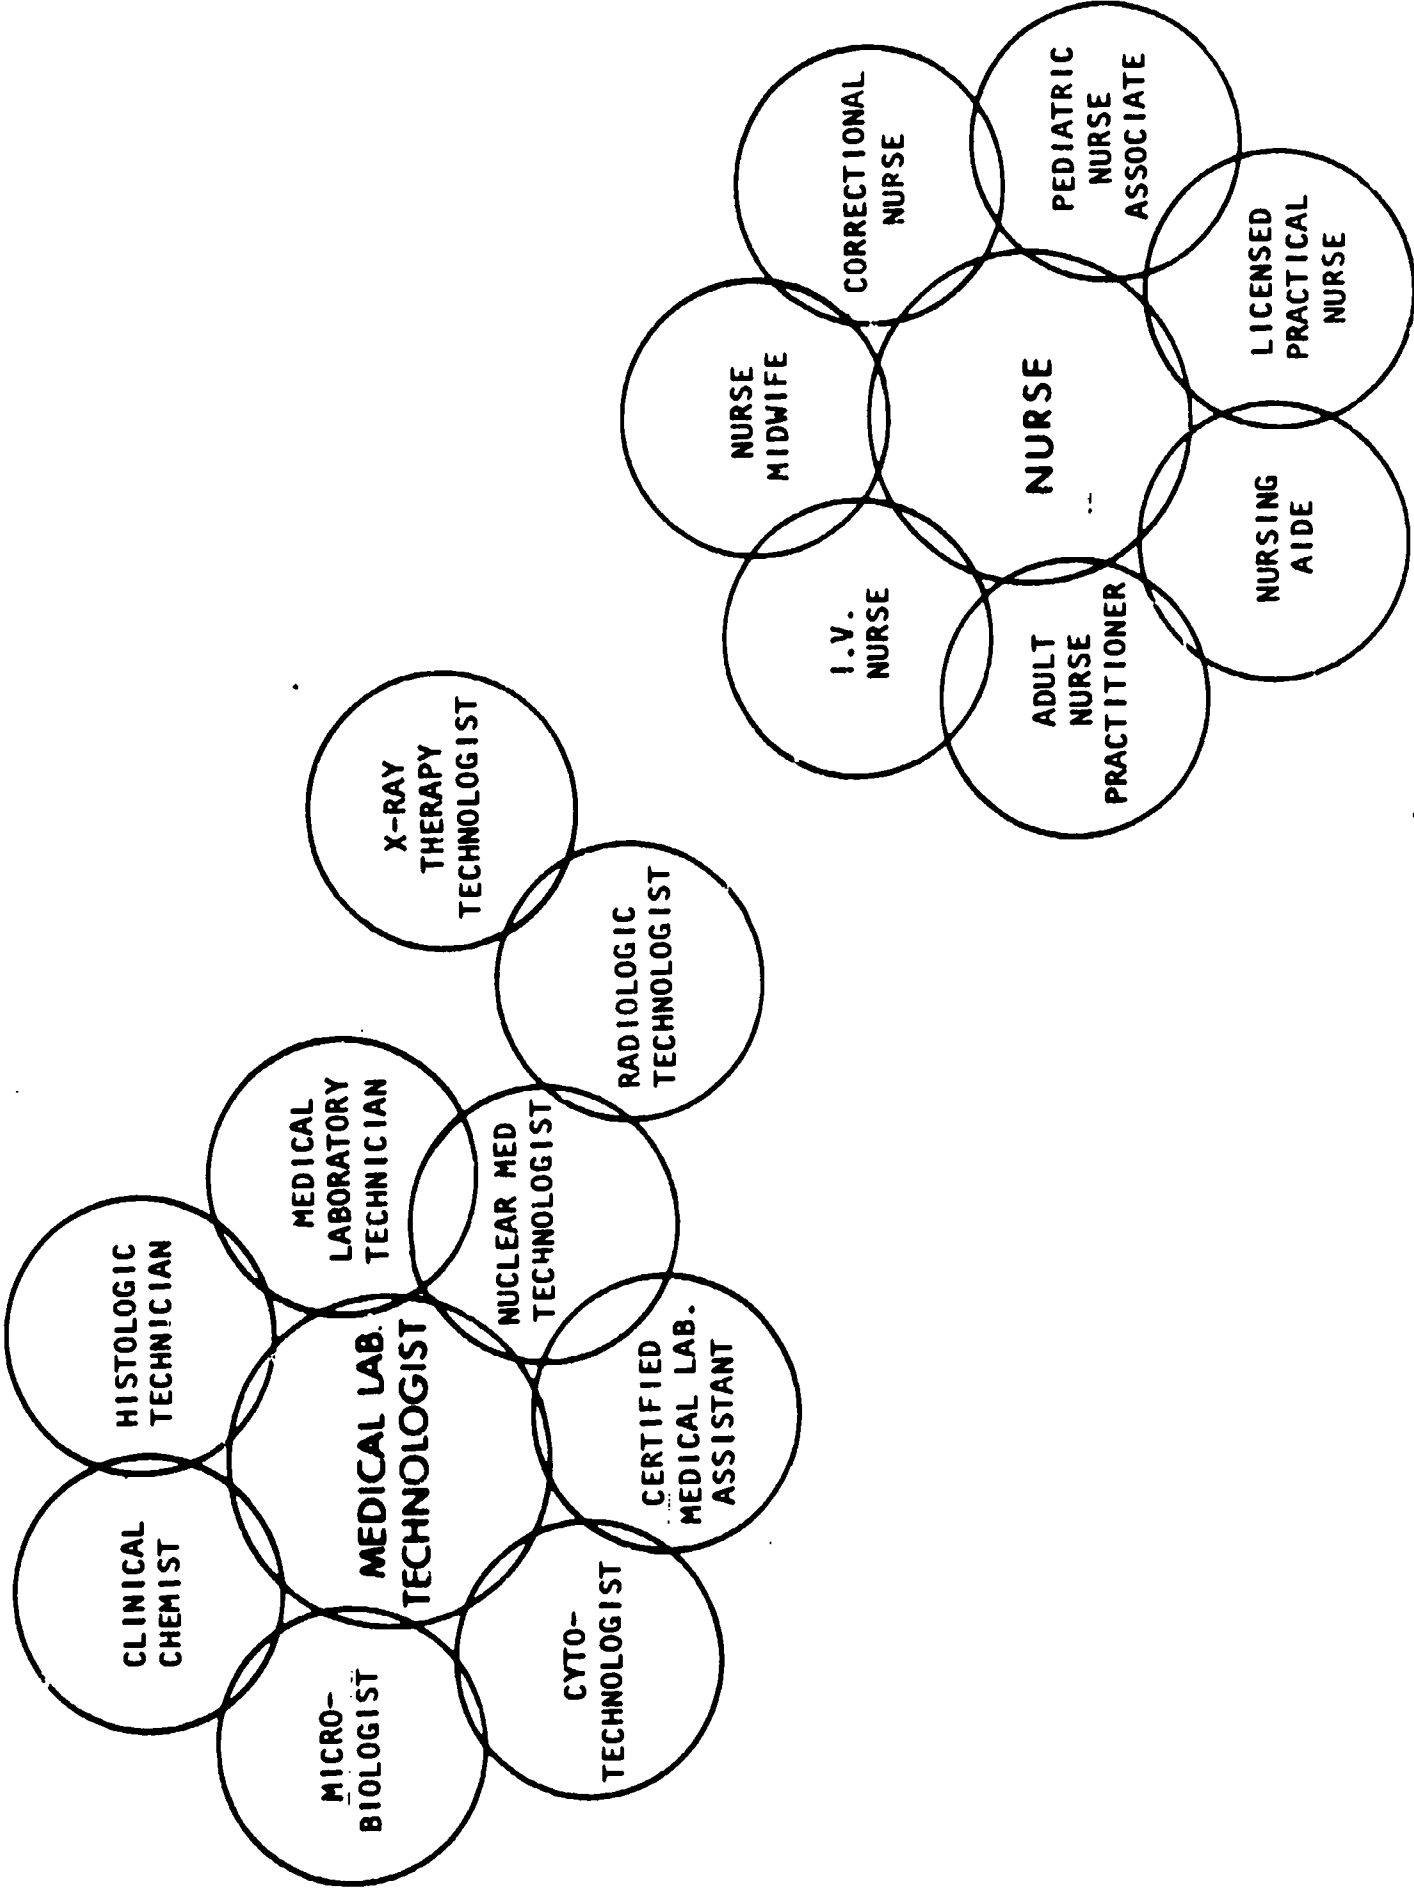 CLINICAL
CHEMIST
HISTOLOGIC
TECHNICIAN
MEDICAL
LABORATORY
TECHNICIAN
MICRO-
BIOLOGIST
MEDICAL LAB.
TECHNOLOGIST
NUCLEAR MED
TECHNOLOGIST
CYTO-
TECHNOLOGIST
CERTIFIED
MEDICAL LAB.
ASSISTANT
RADIOLOGIC
TECHNOLOGIST
X-RAY
THERAPY
TECHNOLOGIST
NURSE
MIDWIFE
I.V.
NURSE
CORRECTIONAL
NURSE
NURSE
ADULT
NURSE
PRACTITIONER
PEDIATRIC
NURSE
ASSOCIATE
NURSING
AIDE
LICENSED
PRACTICAL
NURSE